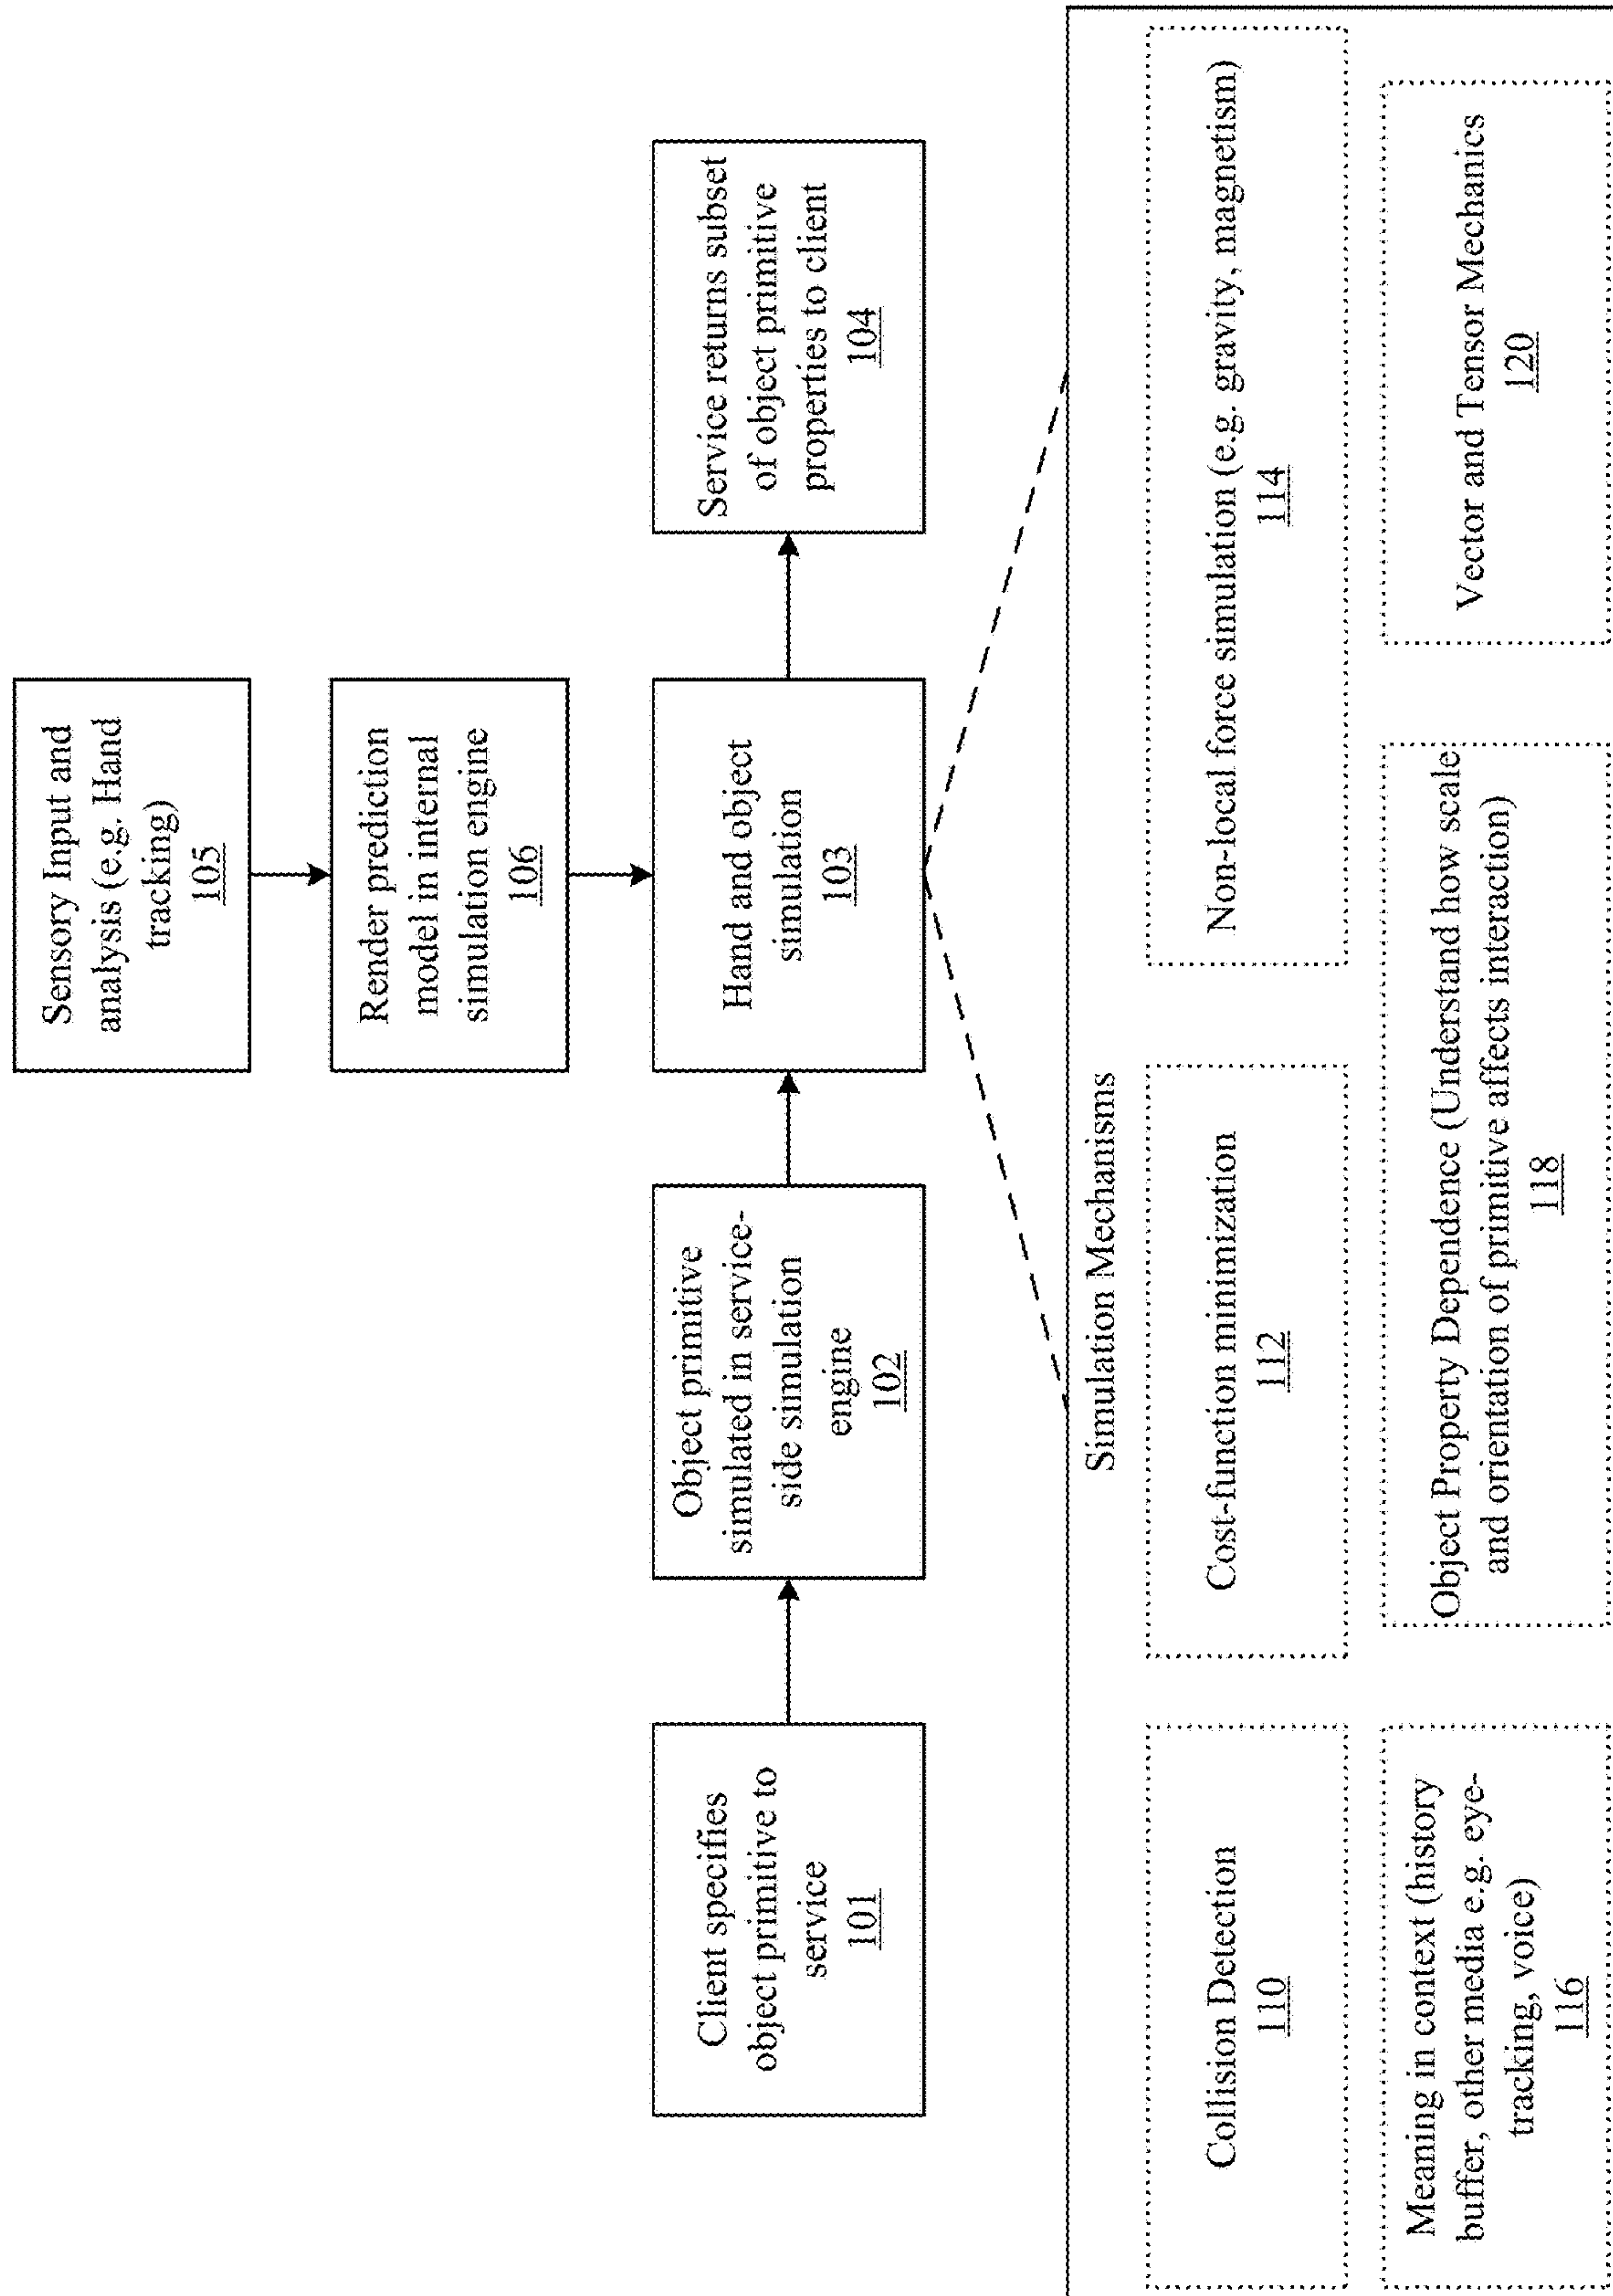 Sensory Input and
analysis (e.g. Hand
tracking)
105
Render prediction
model in internal
simulation engine
106
Client specifies
object primitive to
service
101
Object primitive
simulated in service-
side simulation
engine
102
Hand and object
simulation
103
Service returns subset
of object primitive
properties to client
104
Simulation Mechanisms
Collision Detection
110
Cost-function minimization
112
Non-local force simulation (e.g. gravity, magnetism)
114
Meaning in context (history
buffer, other media e.g. eye-
tracking, voice)
116
Object Property Dependence (Understand how scale
and orientation of primitive affects interaction)
118
Vector and Tensor Mechanics
120